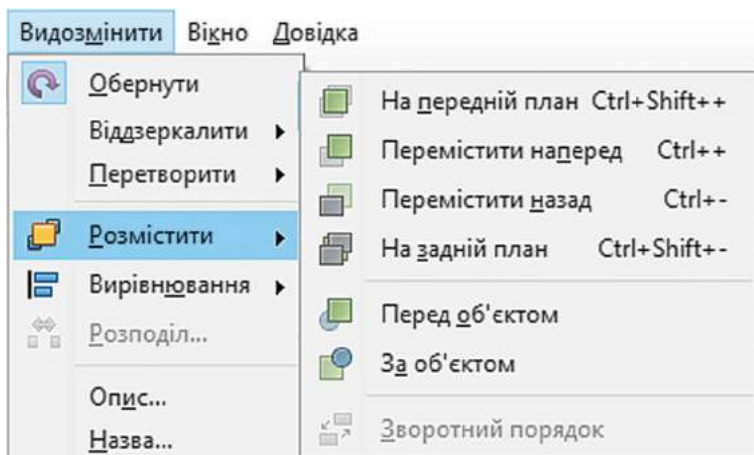 Видозмінити Вікно Довідка
Обернути
Віддзеркалити
Перетворити
Розмістити
Вирівнювання
Розподіл...
Опис...
Назва...
На передній план Ctrl+Shift++
Перемістити наперед Ctrl++
Перемістити назад Ctrl+-
На задній план Ctrl+Shift+-
Перед об'єктом
За об'єктом
Зворотний порядок